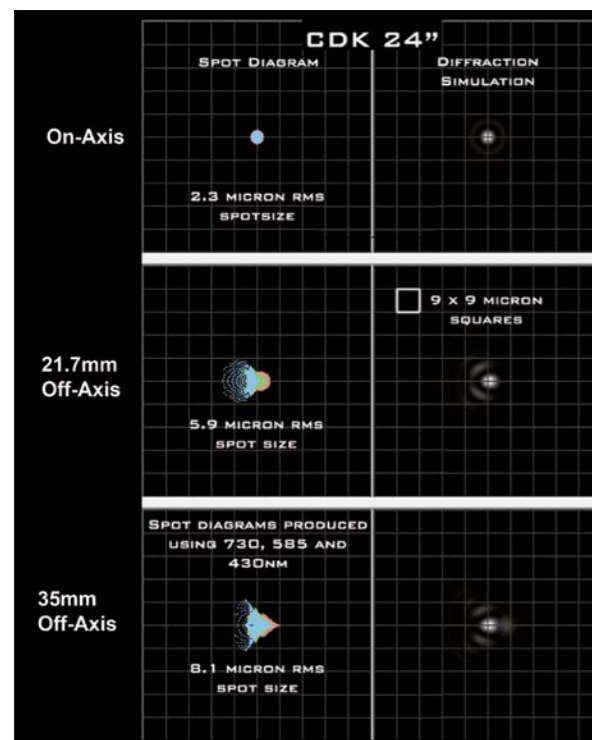 CDK 24”
SPOT DIAGRAM
DIFFRACTION
SIMULATION
On-Axis
2.3 MICRON RMS
SPOTSIZE
9 X 9 MICRON
SQUARES
21.7mm
Off-Axis
5.9 MICRON RMS
SPOT SIZE
SPOT DIAGRAMS PRODUCED
USING 730, 585 AND
430NM
35mm
Off-Axis
8.1 MICRON RMS
SPOT SIZE